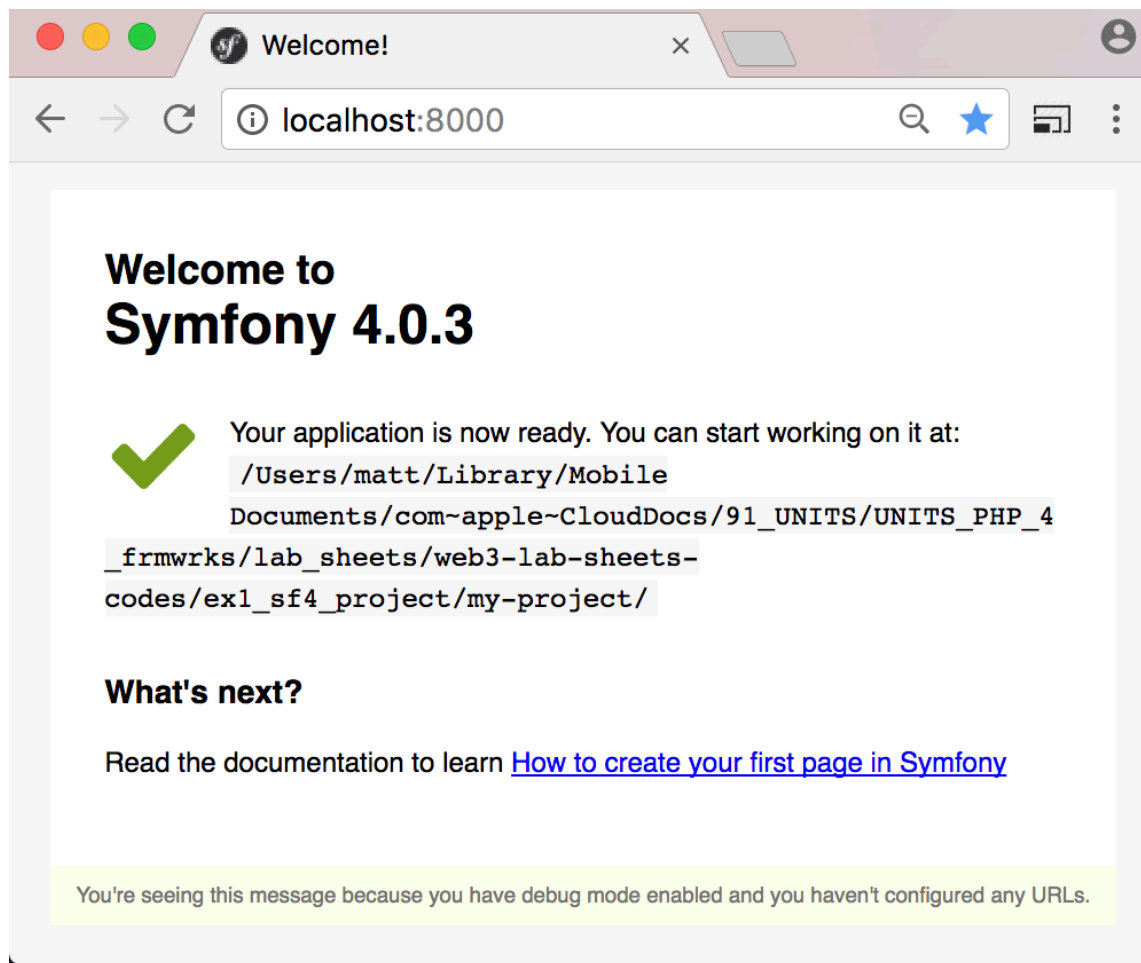 sf Welcome!
localhost:8000
Welcome to
Symfony 4.0.3
Your application is now ready. You can start working on it at:
/Users/matt/Library/Mobile
Documents/com~apple~CloudDocs/91_UNITS/UNITS_PHP_4
_frmwrks/lab_sheets/web3-lab-sheets-
codes/ex1_sf4_project/my-project/
What's next?
Read the documentation to learn How to create your first page in Symfony
You're seeing this message because you have debug mode enabled and you haven't configured any URLs.